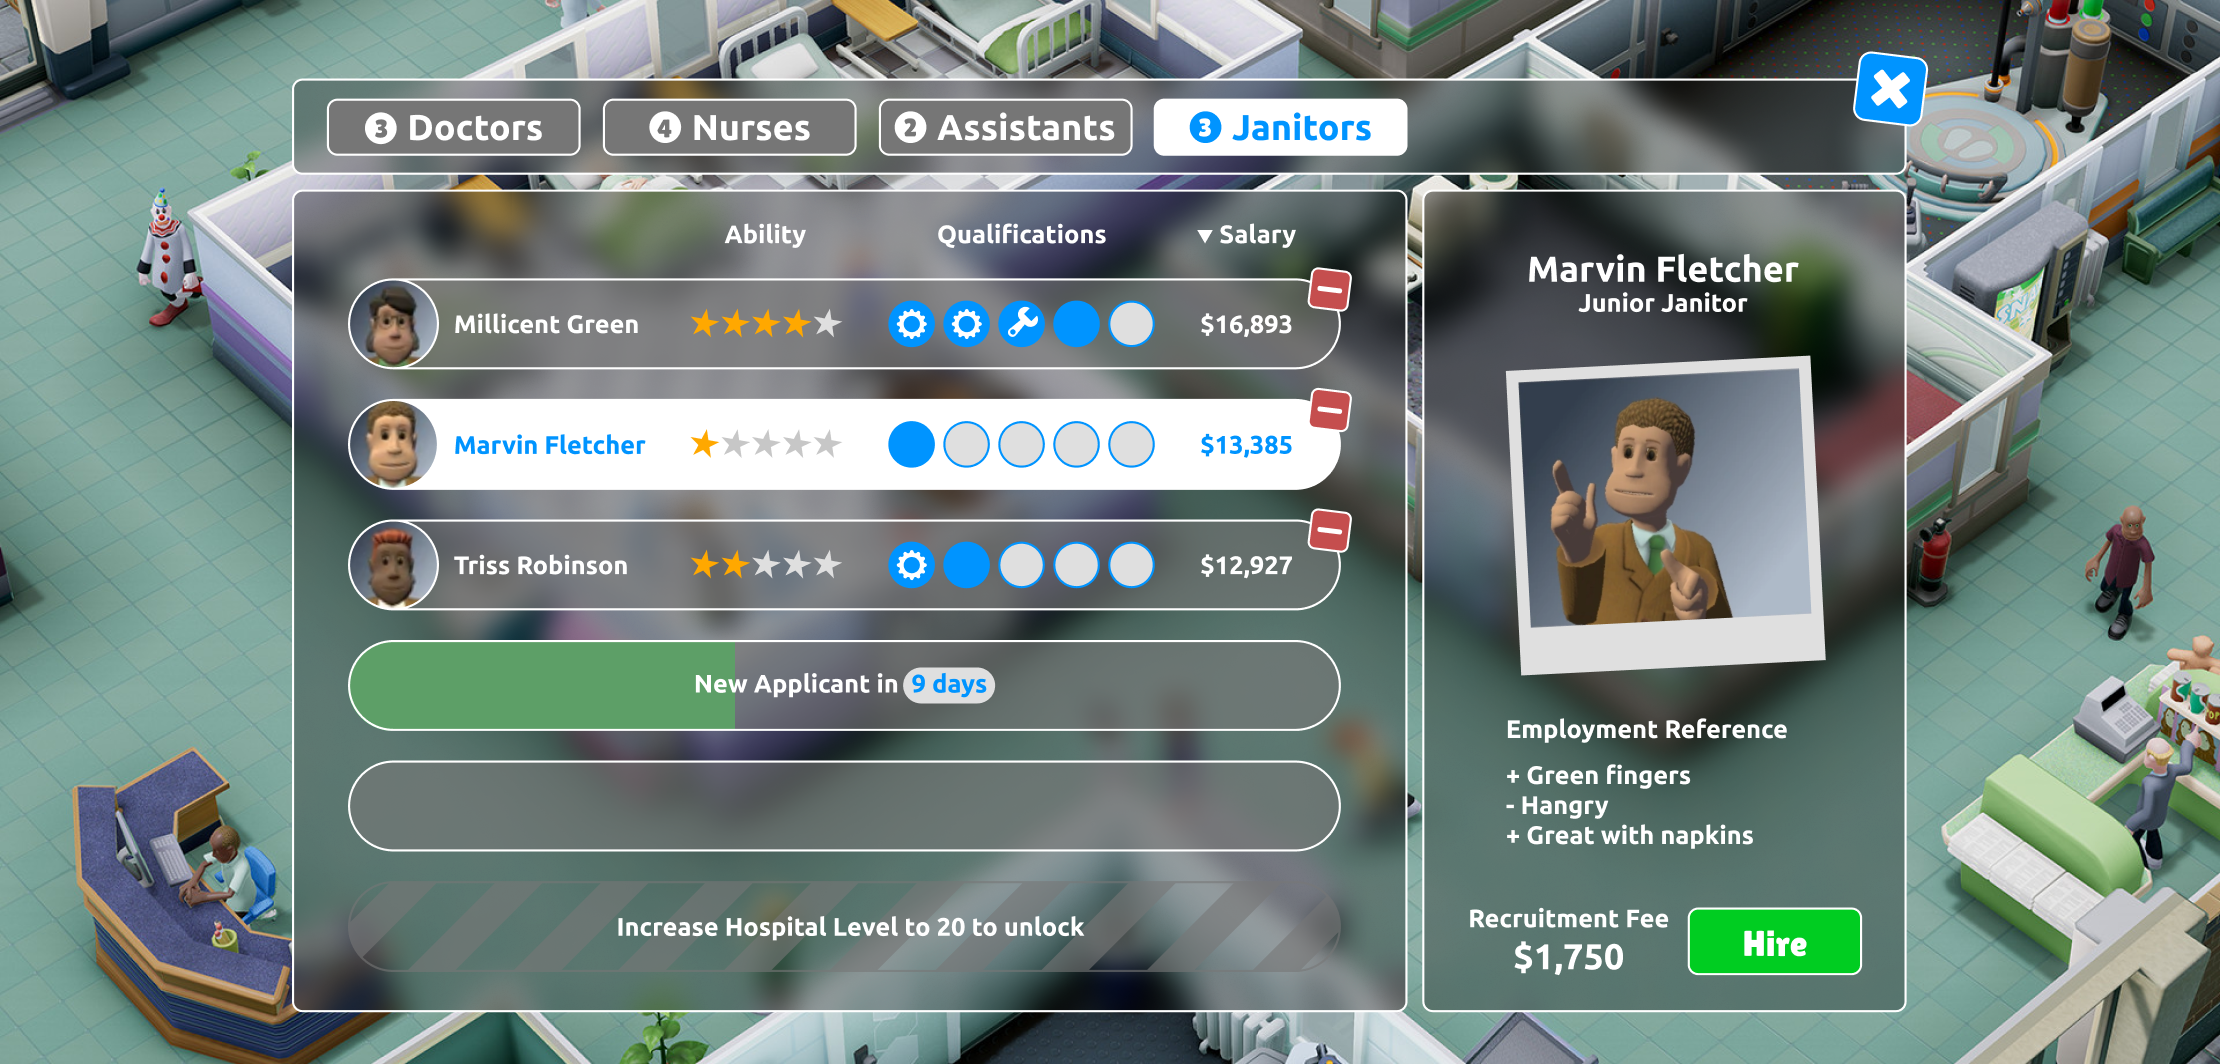 3 Doctors
4 Nurses
2 Assistants
3 Janitors
Ability
Qualifications
▼ Salary
Millicent Green
$16,893
Marvin Fletcher
$13,385
Triss Robinson
$12,927
New Applicant in 9 days
Increase Hospital Level to 20 to unlock
Marvin Fletcher
Junior Janitor
Employment Reference
+ Green fingers
- Hangry
+ Great with napkins
Recruitment Fee
$1,750
Hire